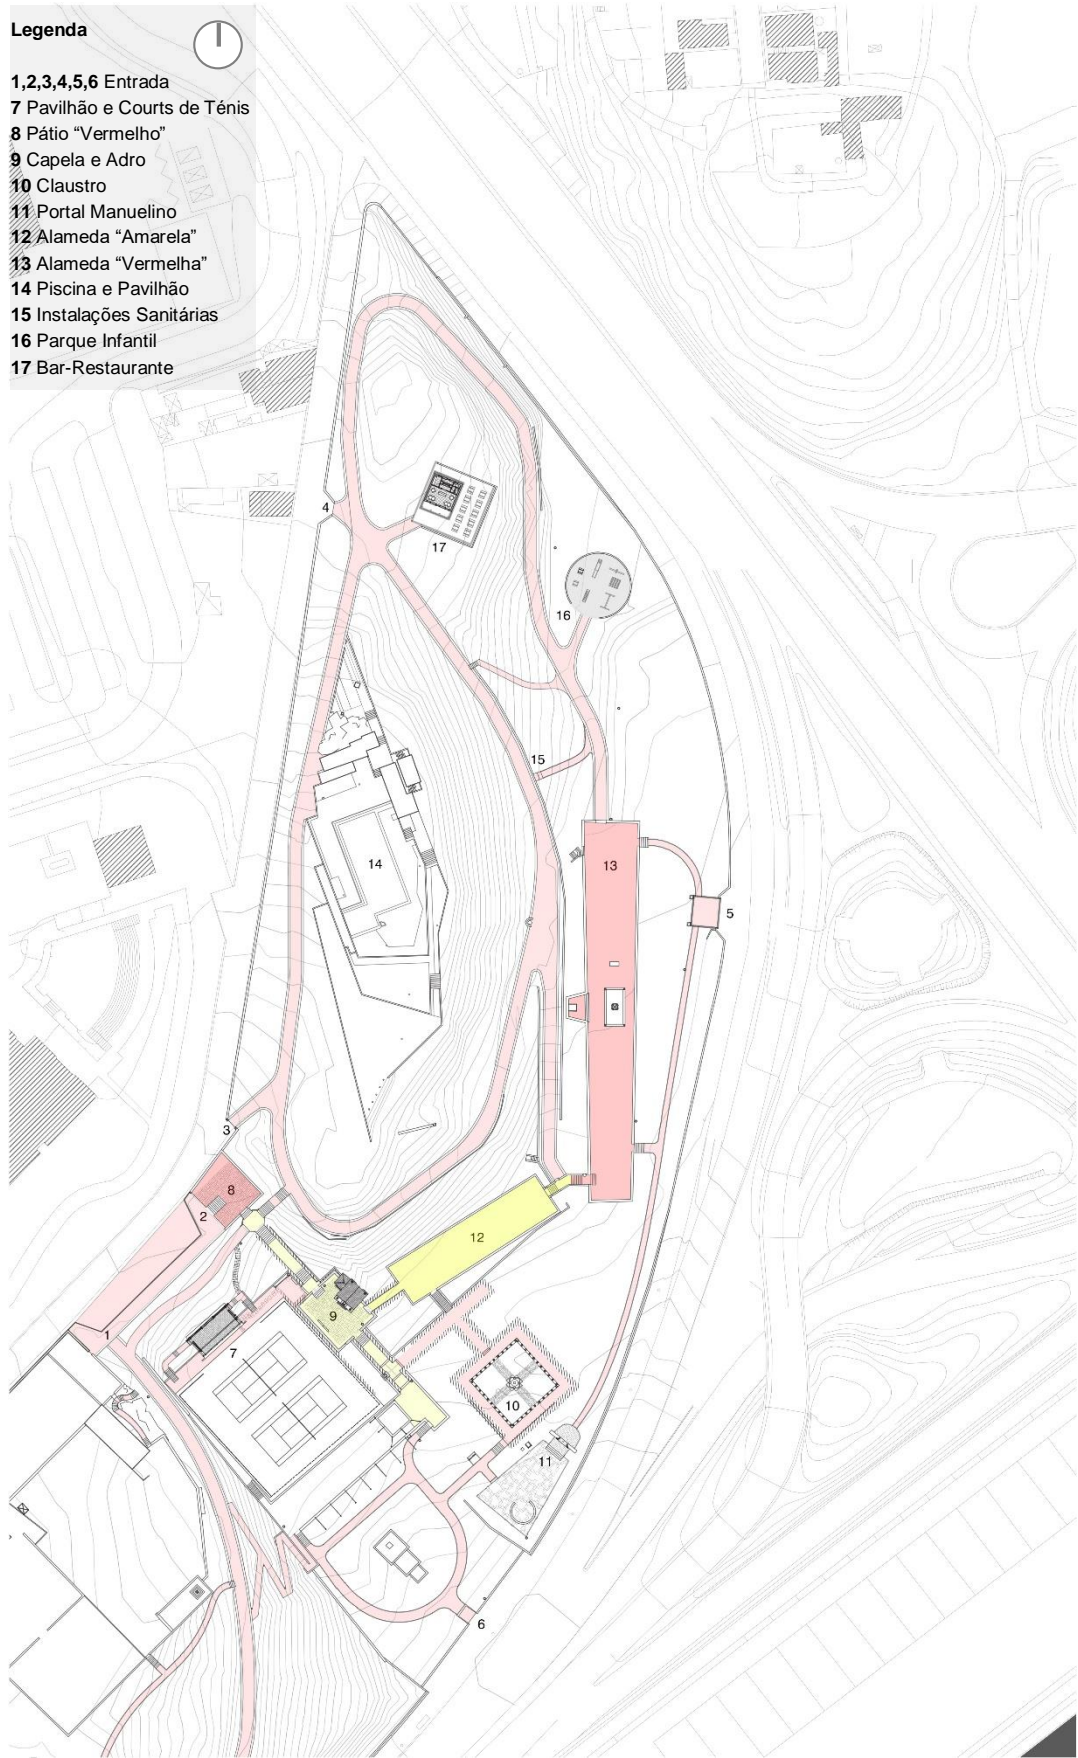 Legenda
1,2,3,4,5,6 Entrada
7 Pavilhão e Courts de Ténis
8 Pátio “Vermelho”
9 Capela e Adro
10 Claustro
11 Portal Manuelino
12 Alameda “Amarela”
13 Alameda “Vermelha”
14 Piscina e Pavilhão
15 Instalações Sanitárias
16 Parque Infantil
17 Bar-Restaurante
4
17
16
15
14
13
5
3
8
2
12
1
9
7
10
11
6